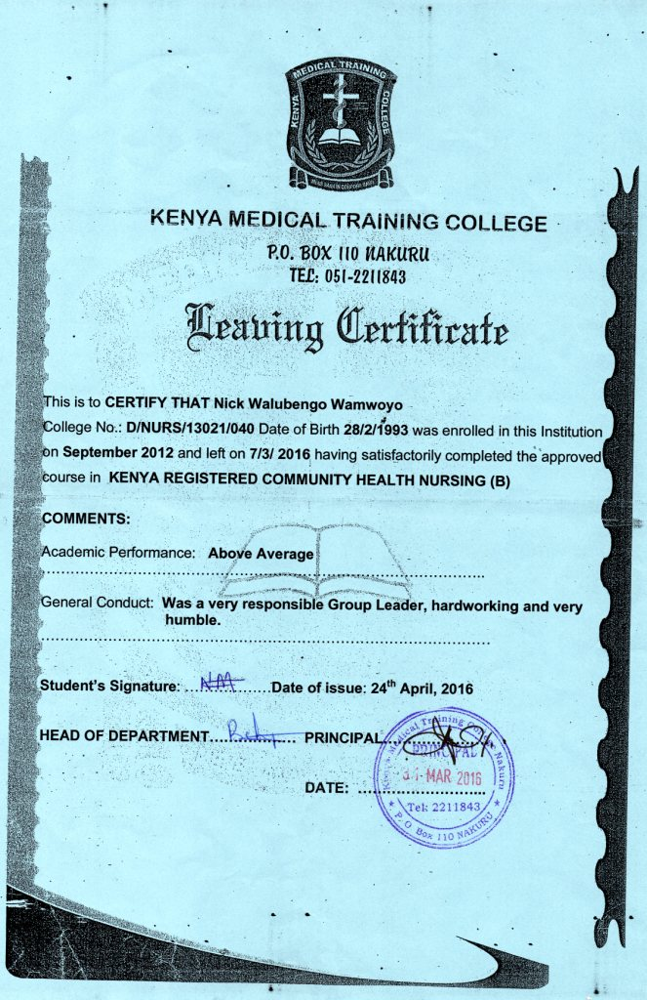 KENYA MEDICAL TRAINING COLLEGE
KENYA MEDICAL TRAINING COLLEGE
P.O. BOX 110 NAKURU
TEL: 051-2211843
Leaving Certificate
This is to CERTIFY THAT Nick Walubengo Wamwoyo
College No.: D/NURS/13021/040 Date of Birth 28/2/1993 was enrolled in this Institution
on September 2012 and left on 7/3/ 2016 having satisfactorily completed the approved
course in KENYA REGISTERED COMMUNITY HEALTH NURSING (B)
COMMENTS:
Academic Performance: Above Average
General Conduct: Was a very responsible Group Leader, hardworking and very
humble.
Student's Signature: ................Date of issue: 24th April, 2016
HEAD OF DEPARTMENT................ PRINCIPAL................
DATE: ................
Kenya Medical Training College Nakuru
PRINCIPAL
MAR 2016
Tel: 2211843
P. O. Box 110 NAKURU